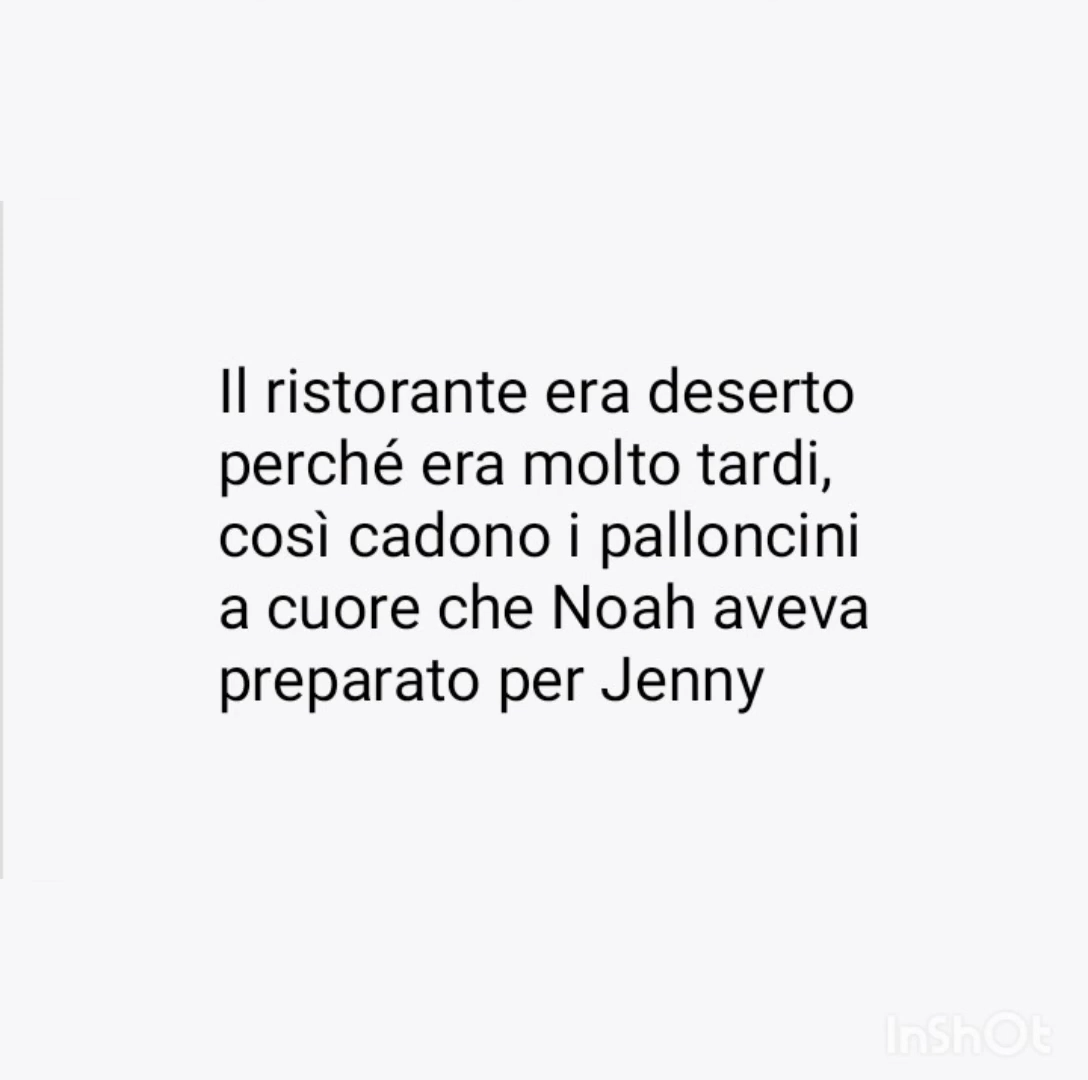 Il ristorante era deserto
perché era molto tardi,
così cadono i palloncini
a cuore che Noah aveva
preparato per Jenny
InShOt